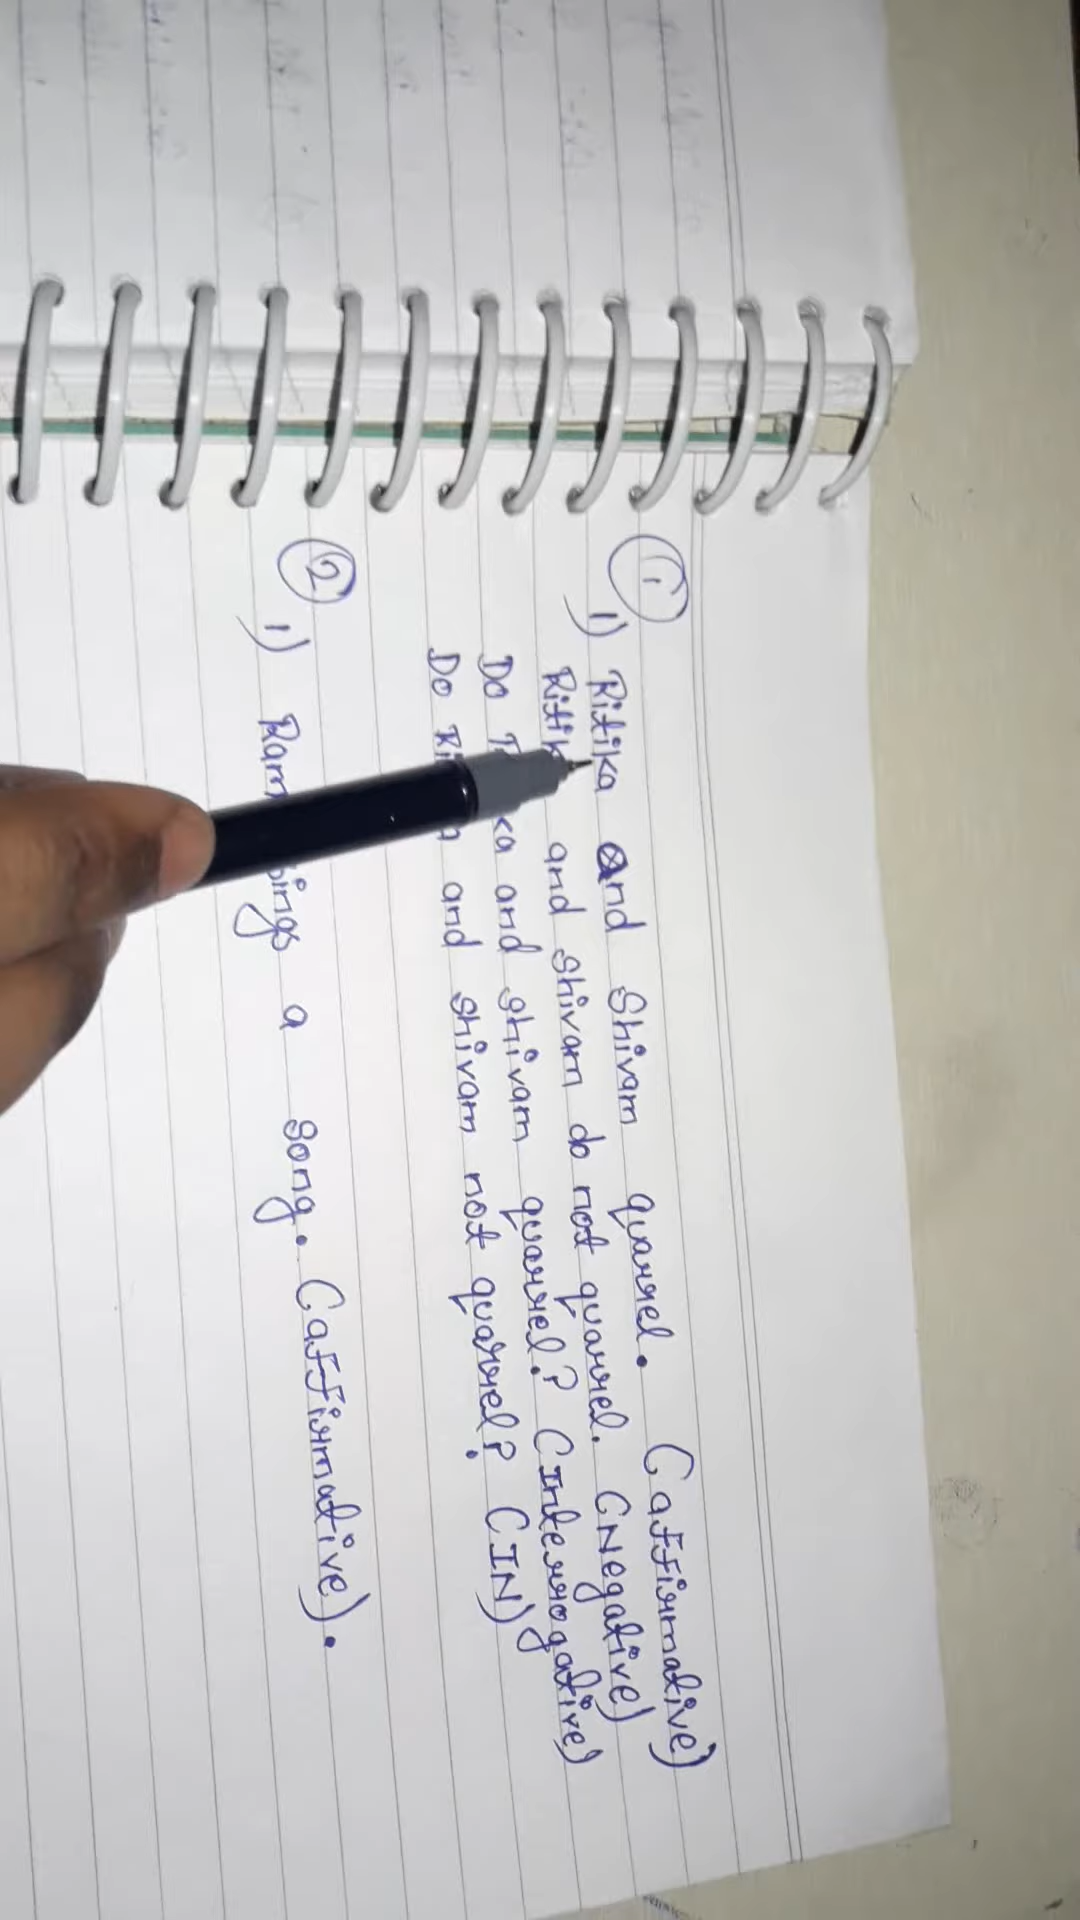 ①
1) Ritika and Shivam quarrel. (affirmative)
and shivam do not quarrel. (Negative)
Do and shivam quarrel? (Interrogative)
Do and shivam not quarrel? (IN)
②
1) Ram sings a song. (affirmative).